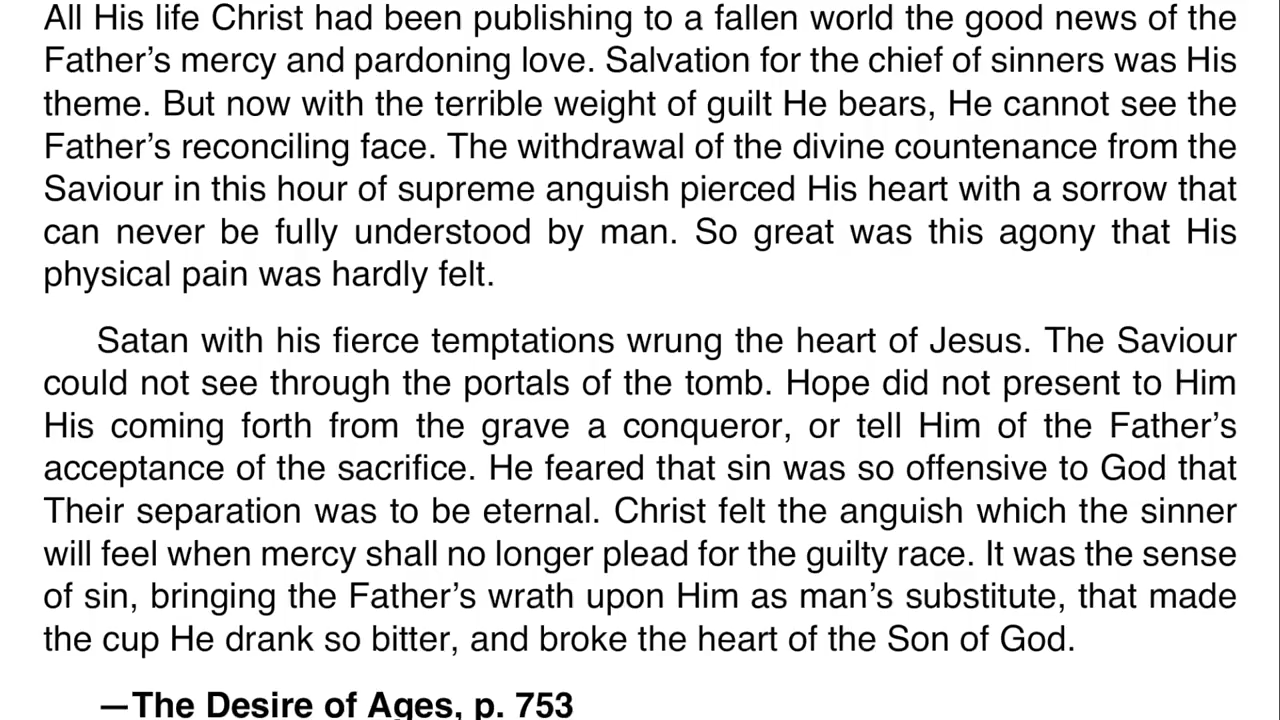 All His life Christ had been publishing to a fallen world the good news of the
Father’s mercy and pardoning love. Salvation for the chief of sinners was His
theme. But now with the terrible weight of guilt He bears, He cannot see the
Father’s reconciling face. The withdrawal of the divine countenance from the
Saviour in this hour of supreme anguish pierced His heart with a sorrow that
can never be fully understood by man. So great was this agony that His
physical pain was hardly felt.
Satan with his fierce temptations wrung the heart of Jesus. The Saviour
could not see through the portals of the tomb. Hope did not present to Him
His coming forth from the grave a conqueror, or tell Him of the Father’s
acceptance of the sacrifice. He feared that sin was so offensive to God that
Their separation was to be eternal. Christ felt the anguish which the sinner
will feel when mercy shall no longer plead for the guilty race. It was the sense
of sin, bringing the Father’s wrath upon Him as man’s substitute, that made
the cup He drank so bitter, and broke the heart of the Son of God.
—The Desire of Ages, p. 753